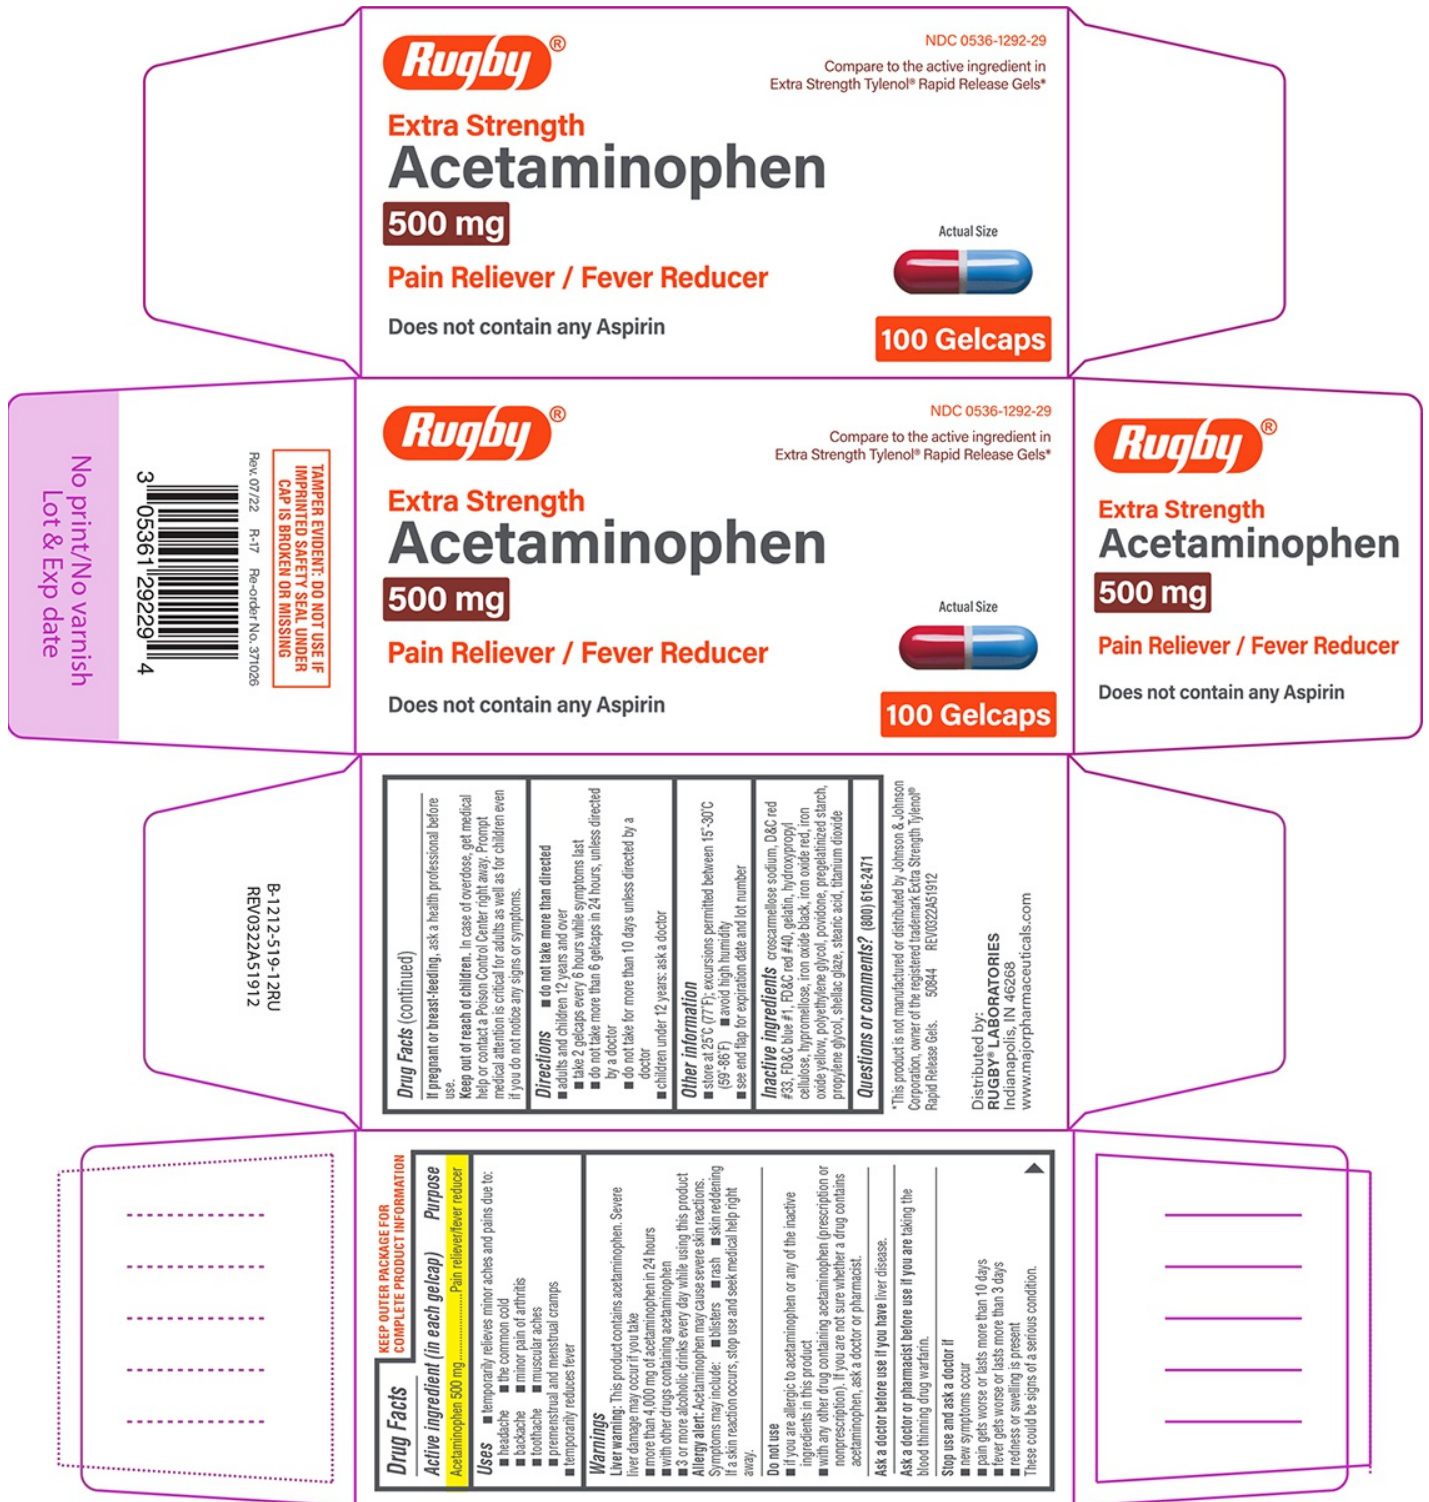 Rugby®
NDC 0536-1292-29
Compare to the active ingredient in
Extra Strength Tylenol® Rapid Release Gels*
Extra Strength
Acetaminophen
500 mg
Actual Size
Pain Reliever / Fever Reducer
Does not contain any Aspirin
100 Gelcaps
No print/No varnish
Lot & Exp date
3 05361 29229 4
Rev. 07/22 R-17 Re-order No. 371026
TAMPER EVIDENT: DO NOT USE IF
IMPRINTED SAFETY SEAL UNDER
CAP IS BROKEN OR MISSING
Rugby®
NDC 0536-1292-29
Compare to the active ingredient in
Extra Strength Tylenol® Rapid Release Gels*
Extra Strength
Acetaminophen
500 mg
Actual Size
Pain Reliever / Fever Reducer
Does not contain any Aspirin
100 Gelcaps
Rugby®
Extra Strength
Acetaminophen
500 mg
Pain Reliever / Fever Reducer
Does not contain any Aspirin
B-1212-519-12RU
REV0322A51912
Drug Facts
KEEP OUTER PACKAGE FOR
COMPLETE PRODUCT INFORMATION
Active ingredient (in each gelcap) Purpose
Acetaminophen 500 mg ..................... Pain reliever/fever reducer
Uses ■ temporarily relieves minor aches and pains due to:
■ headache ■ the common cold
■ backache ■ minor pain of arthritis
■ toothache ■ muscular aches
■ premenstrual and menstrual cramps
■ temporarily reduces fever
Warnings
Liver warning: This product contains acetaminophen. Severe
liver damage may occur if you take
■ more than 4,000 mg of acetaminophen in 24 hours
■ with other drugs containing acetaminophen
■ 3 or more alcoholic drinks every day while using this product
Allergy alert: Acetaminophen may cause severe skin reactions.
Symptoms may include: ■ blisters ■ rash ■ skin reddening
If a skin reaction occurs, stop use and seek medical help right
away.
Do not use
■ if you are allergic to acetaminophen or any of the inactive
ingredients in this product
■ with any other drug containing acetaminophen (prescription or
nonprescription). If you are not sure whether a drug contains
acetaminophen, ask a doctor or pharmacist.
Ask a doctor before use if you have liver disease.
Ask a doctor or pharmacist before use if you are taking the
blood thinning drug warfarin.
Stop use and ask a doctor if
■ new symptoms occur
■ pain gets worse or lasts more than 10 days
■ fever gets worse or lasts more than 3 days
■ redness or swelling is present
These could be signs of a serious condition.
Drug Facts (continued)
If pregnant or breast-feeding, ask a health professional before
use.
Keep out of reach of children. In case of overdose, get medical
help or contact a Poison Control Center right away. Prompt
medical attention is critical for adults as well as for children even
if you do not notice any signs or symptoms.
Directions ■ do not take more than directed
■ adults and children 12 years and over
■ take 2 gelcaps every 6 hours while symptoms last
■ do not take more than 6 gelcaps in 24 hours, unless directed
by a doctor
■ do not take for more than 10 days unless directed by a
doctor
■ children under 12 years: ask a doctor
Other information
■ store at 25˚C (77˚F); excursions permitted between 15˚-30˚C
(59˚-86˚F) ■ avoid high humidity
■ see end flap for expiration date and lot number
Inactive ingredients croscarmellose sodium, D&C red
#33, FD&C blue #1, FD&C red #40, gelatin, hydroxypropyl
cellulose, hypromellose, iron oxide black, iron oxide red, iron
oxide yellow, polyethylene glycol, povidone, pregelatinized starch,
propylene glycol, shellac glaze, stearic acid, titanium dioxide
Questions or comments? (800) 616-2471
*This product is not manufactured or distributed by Johnson & Johnson
Corporation, owner of the registered trademark Extra Strength Tylenol®
Rapid Release Gels. 50844 REV0322A51912
Distributed by:
RUGBY® LABORATORIES
Indianapolis, IN 46268
www.majorpharmaceuticals.com